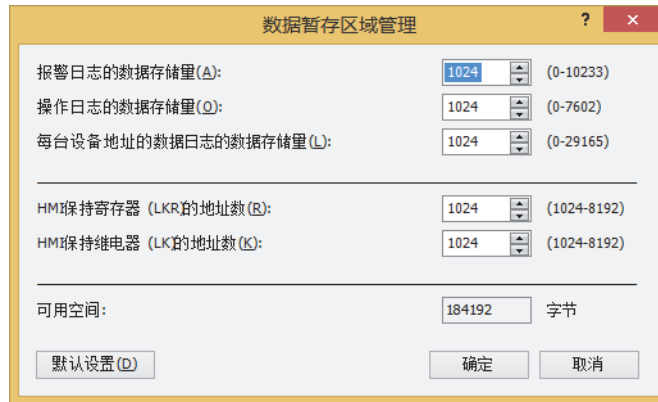 数据暂存区域管理 ? ×
报警日志的数据存储量(A): 1024 (0-10233)
操作日志的数据存储量(O): 1024 (0-7602)
每台设备地址的数据日志的数据存储量(L): 1024 (0-29165)
HMI保持寄存器 (LKR)的地址数(R): 1024 (1024-8192)
HMI保持继电器 (LK)的地址数(K): 1024 (1024-8192)
可用空间: 184192 字节
默认设置(D) 确定 取消